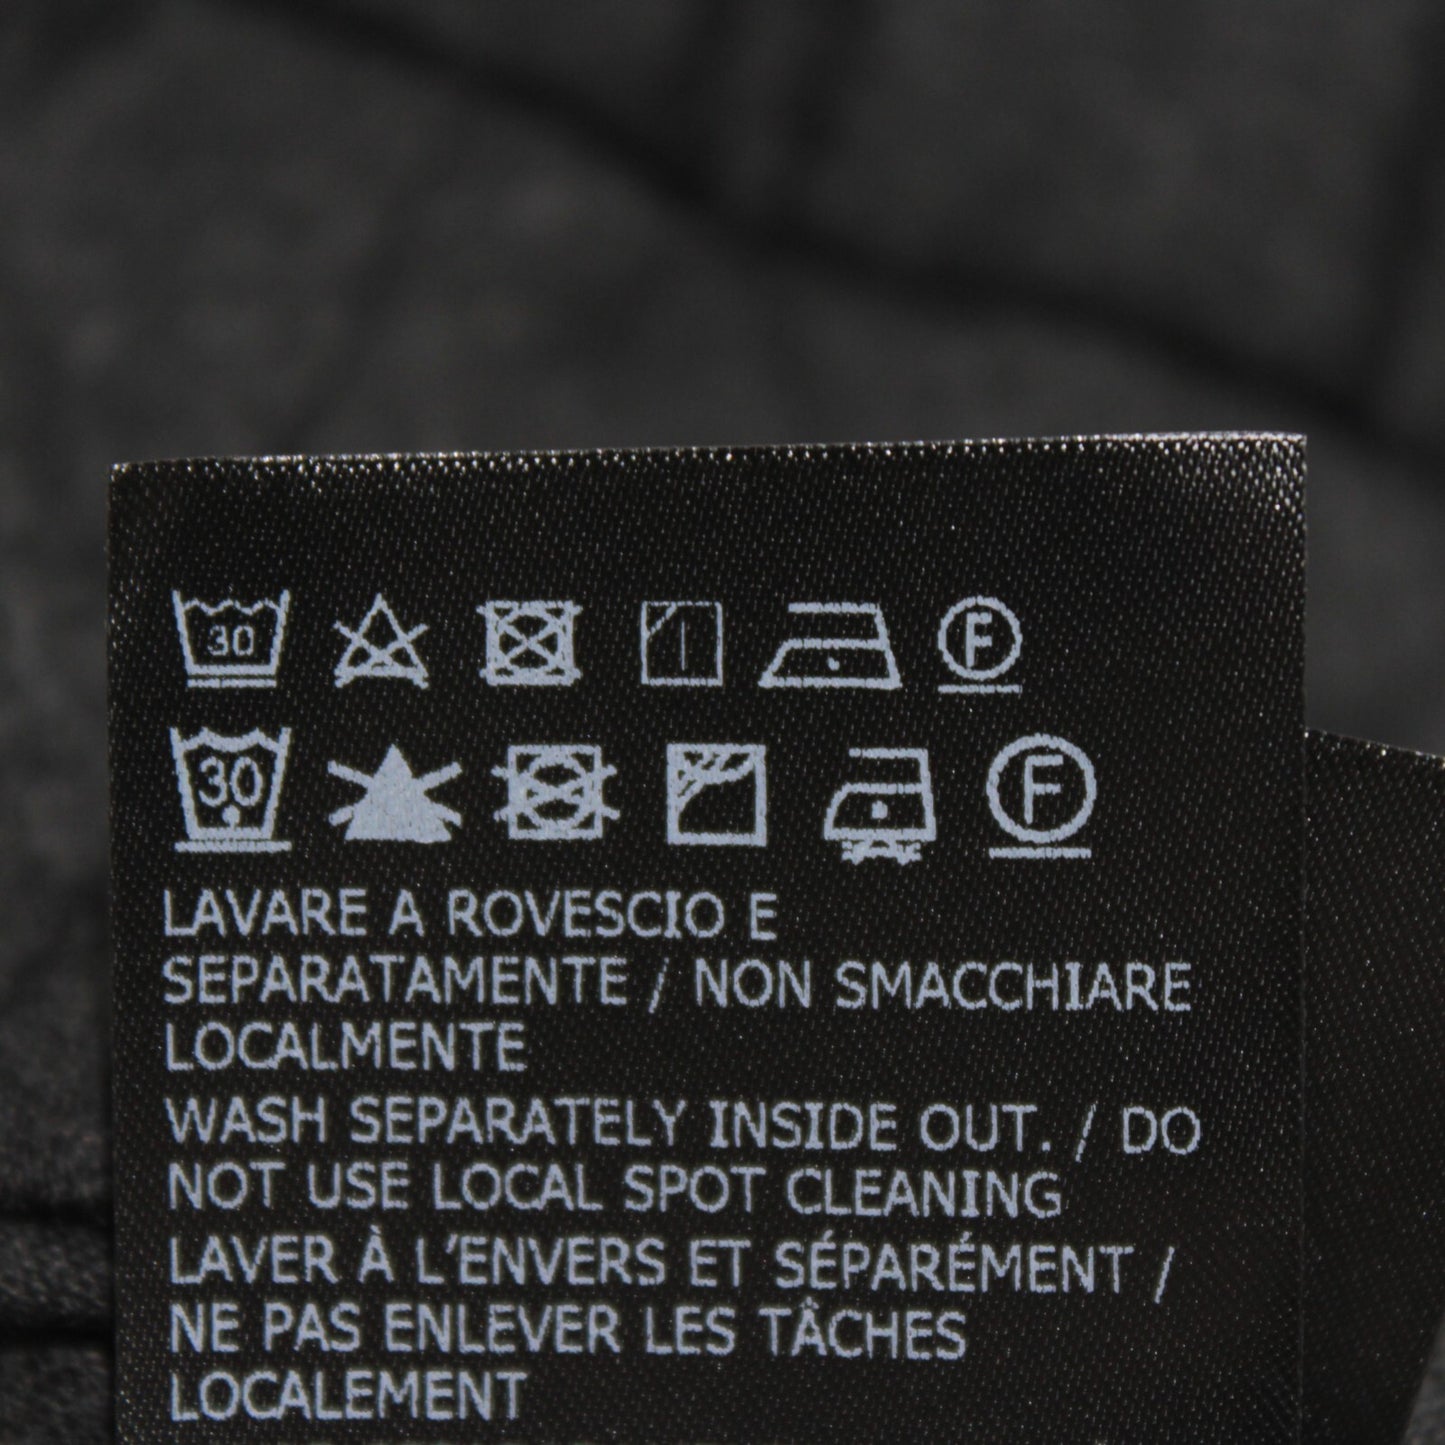 30 F
30 F
LAVARE A ROVESCIO E
SEPARATAMENTE / NON SMACCHIARE
LOCALMENTE
WASH SEPARATELY INSIDE OUT. / DO
NOT USE LOCAL SPOT CLEANING
LAVER À L'ENVERS ET SÉPARÉMENT /
NE PAS ENLEVER LES TÂCHES
LOCALEMENT